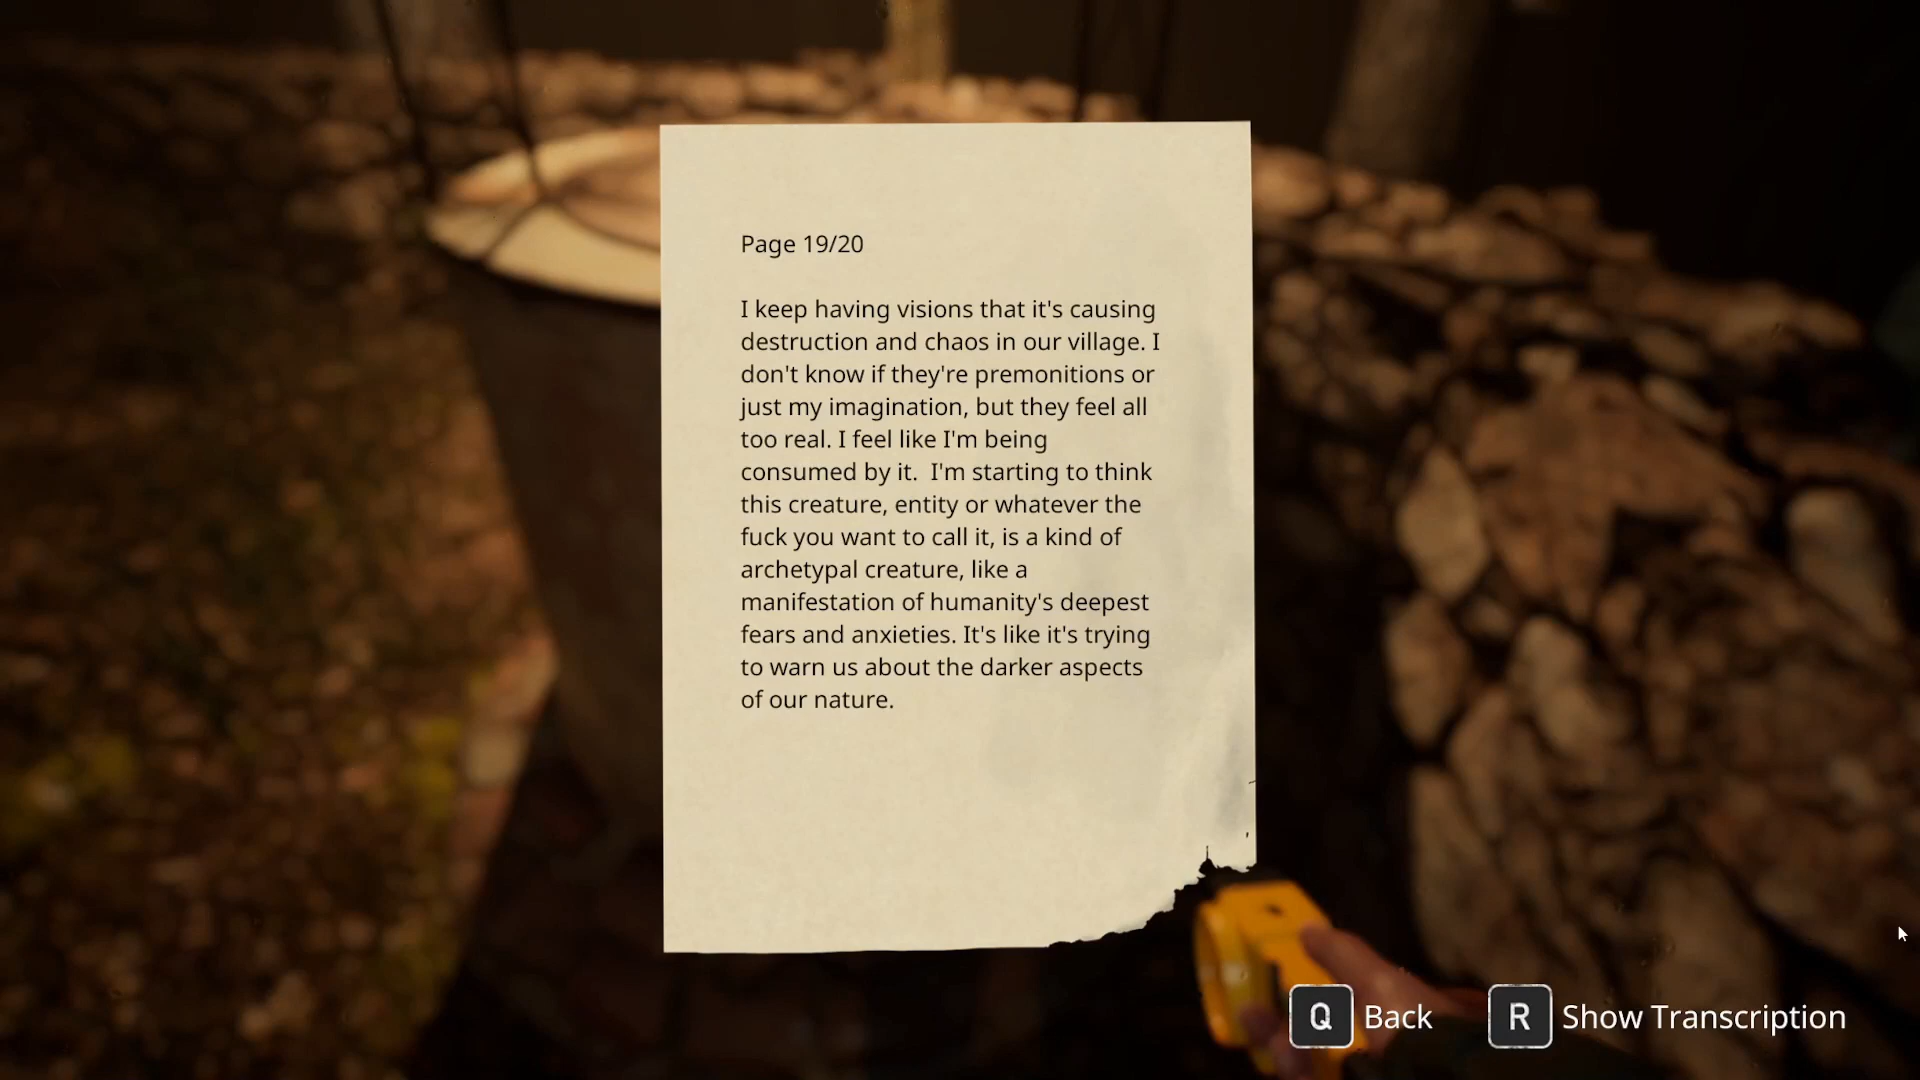 Page 19/20
I keep having visions that it's causing
destruction and chaos in our village. I
don't know if they're premonitions or
just my imagination, but they feel all
too real. I feel like I'm being
consumed by it.  I'm starting to think
this creature, entity or whatever the
fuck you want to call it, is a kind of
archetypal creature, like a
manifestation of humanity's deepest
fears and anxieties. It's like it's trying
to warn us about the darker aspects
of our nature.
Q Back R Show Transcription